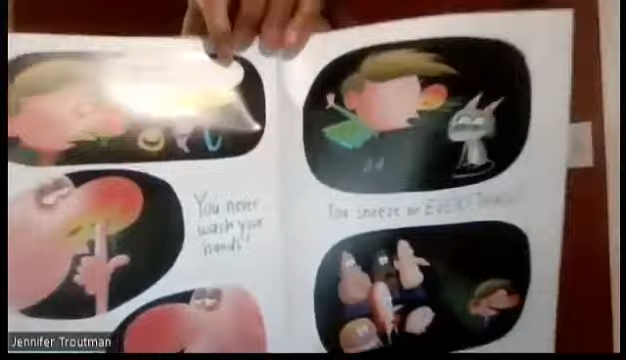 You never
wash your
hands!
You sneeze on EVERYTHING!
Jennifer Troutman